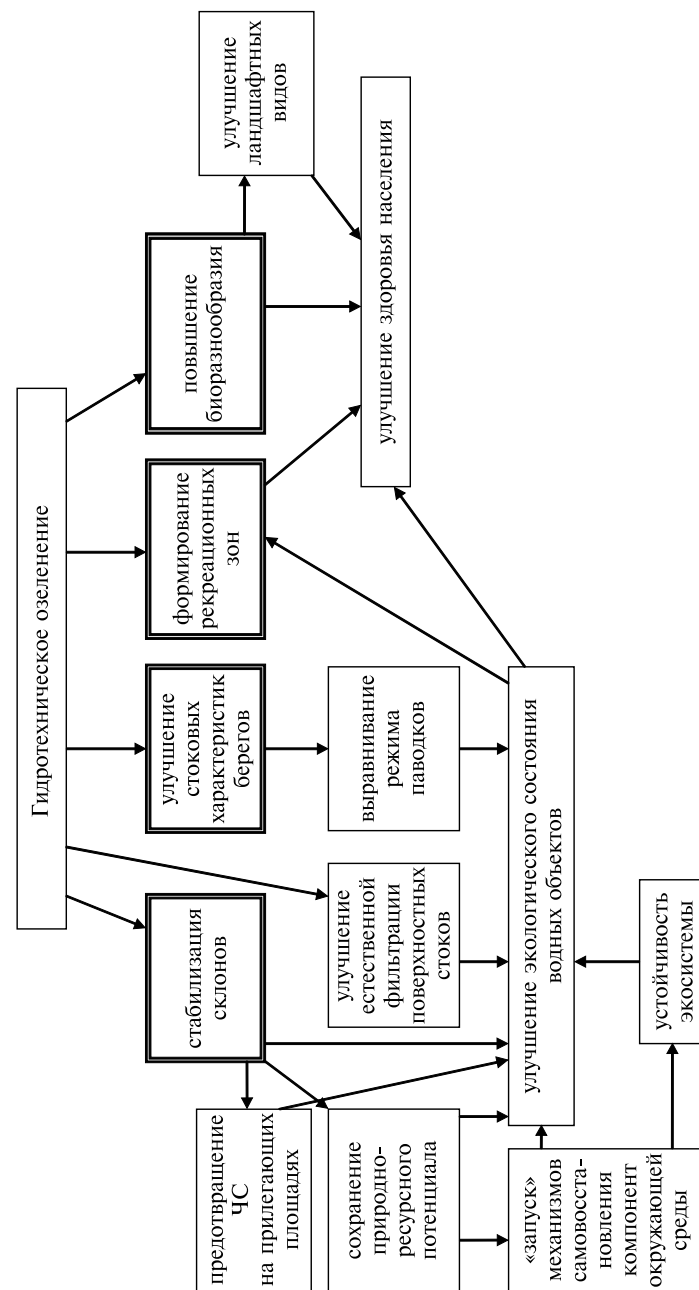 Гидротехническое озеленение
стабилизация
склонов
улучшение
стоковых
характеристик
берегов
формирование
рекреационных
зон
повышение
биоразнообразия
предотвращение
ЧС
на прилегающих
площадях
улучшение
ландшафтных
видов
сохранение
природно-
ресурсного
потенциала
улучшение
естественной
фильтрации
поверхностных
стоков
выравнивание
режима
паводков
улучшение здоровья населения
«запуск»
механизмов
самовосста-
новления
компонент
окружающей
среды
улучшение экологического состояния
водных объектов
устойчивость
экосистемы